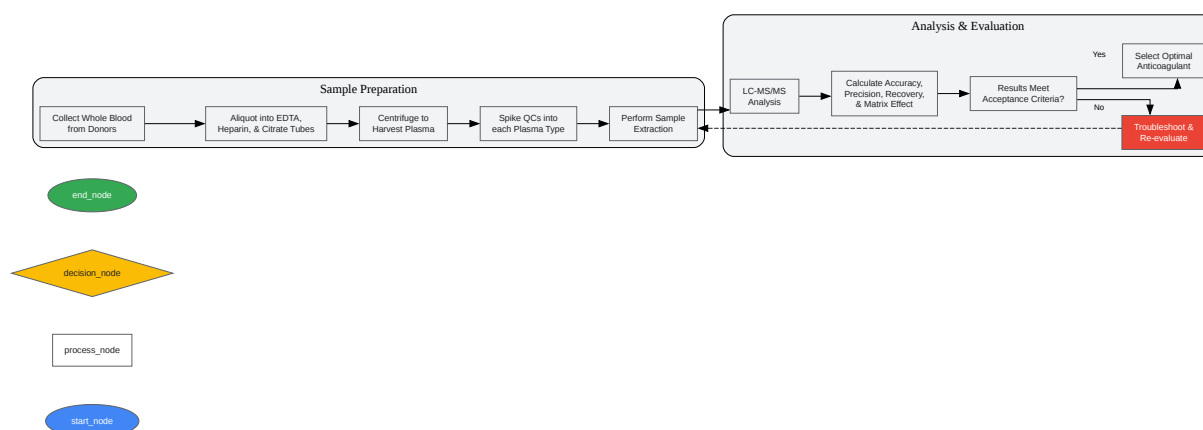 Analysis & Evaluation
Yes
Select Optimal
Anticoagulant
Sample Preparation
LC-MS/MS
Analysis
Calculate Accuracy,
Precision, Recovery,
& Matrix Effect
Results Meet
Acceptance Criteria?
No
Collect Whole Blood
from Donors
Aliquot into EDTA,
Heparin, & Citrate Tubes
Centrifuge to
Harvest Plasma
Spike QCs into
each Plasma Type
Perform Sample
Extraction
Troubleshoot &
Re-evaluate
end_node
decision_node
process_node
start_node